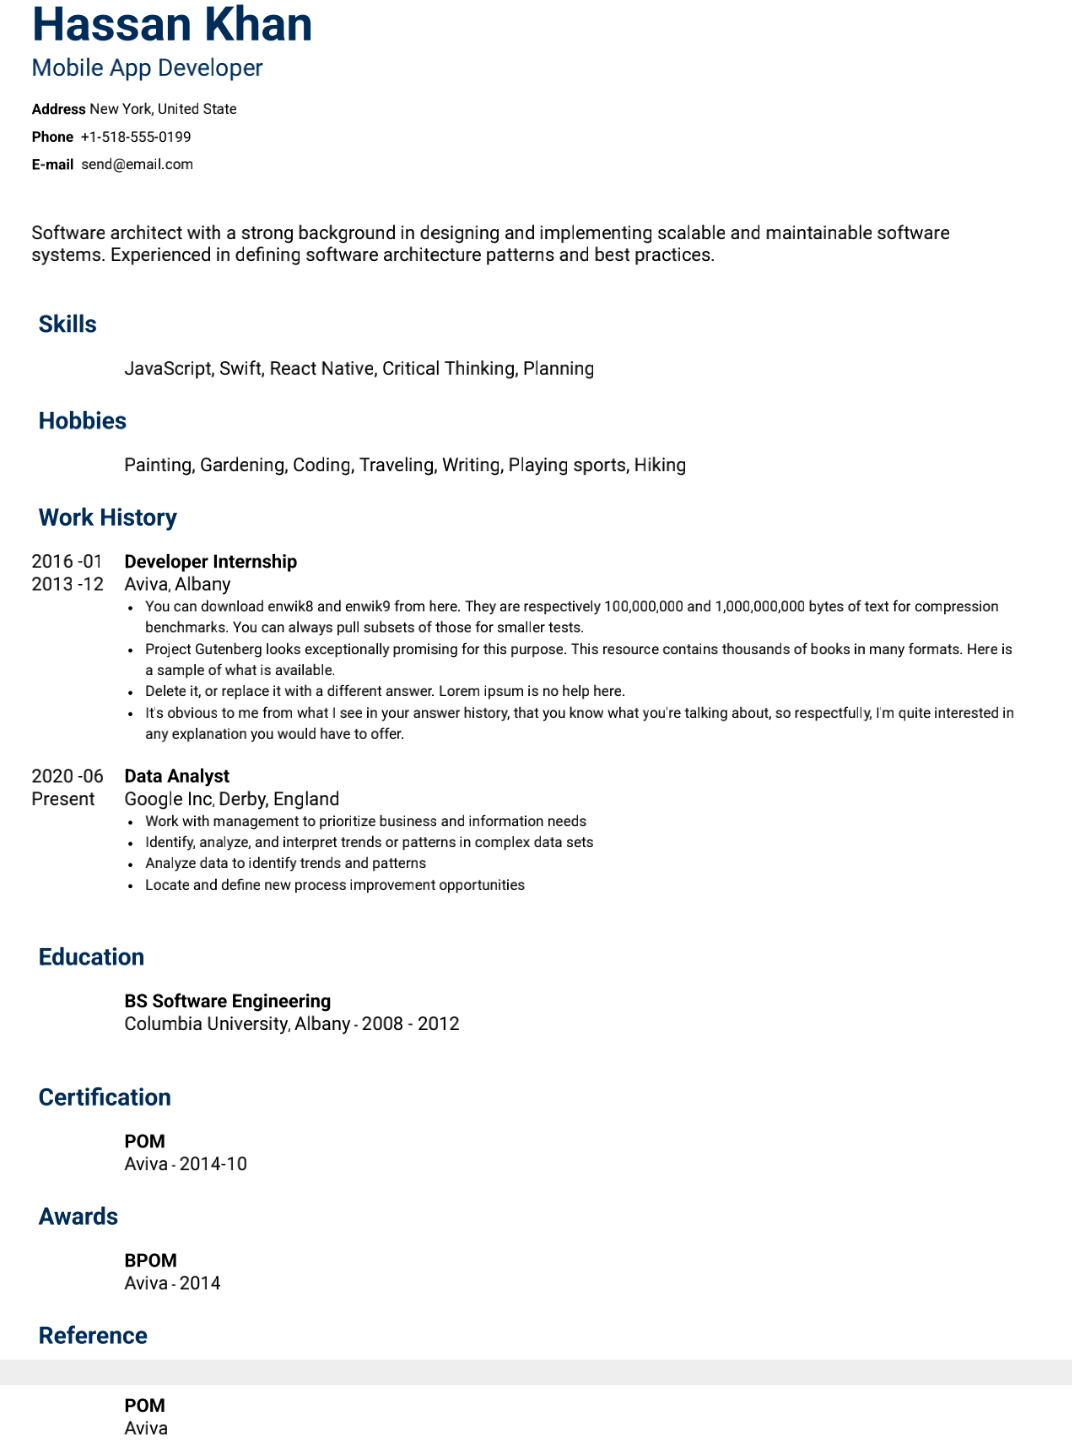 Hassan Khan
Mobile App Developer
Address New York, United State
Phone +1-518-555-0199
E-mail send@email.com
Software architect with a strong background in designing and implementing scalable and maintainable software
systems. Experienced in defining software architecture patterns and best practices.
Skills
JavaScript, Swift, React Native, Critical Thinking, Planning
Hobbies
Painting, Gardening, Coding, Traveling, Writing, Playing sports, Hiking
Work History
2016 -01 Developer Internship
2013 -12 Aviva, Albany
• You can download enwik8 and enwik9 from here. They are respectively 100,000,000 and 1,000,000,000 bytes of text for compression
benchmarks. You can always pull subsets of those for smaller tests.
• Project Gutenberg looks exceptionally promising for this purpose. This resource contains thousands of books in many formats. Here is
a sample of what is available.
• Delete it, or replace it with a different answer. Lorem ipsum is no help here.
• It's obvious to me from what I see in your answer history, that you know what you're talking about, so respectfully, I'm quite interested in
any explanation you would have to offer.
2020 -06 Data Analyst
Present Google Inc, Derby, England
• Work with management to prioritize business and information needs
• Identify, analyze, and interpret trends or patterns in complex data sets
• Analyze data to identify trends and patterns
• Locate and define new process improvement opportunities
Education
BS Software Engineering
Columbia University, Albany - 2008 - 2012
Certification
POM
Aviva - 2014-10
Awards
BPOM
Aviva - 2014
Reference
POM
Aviva